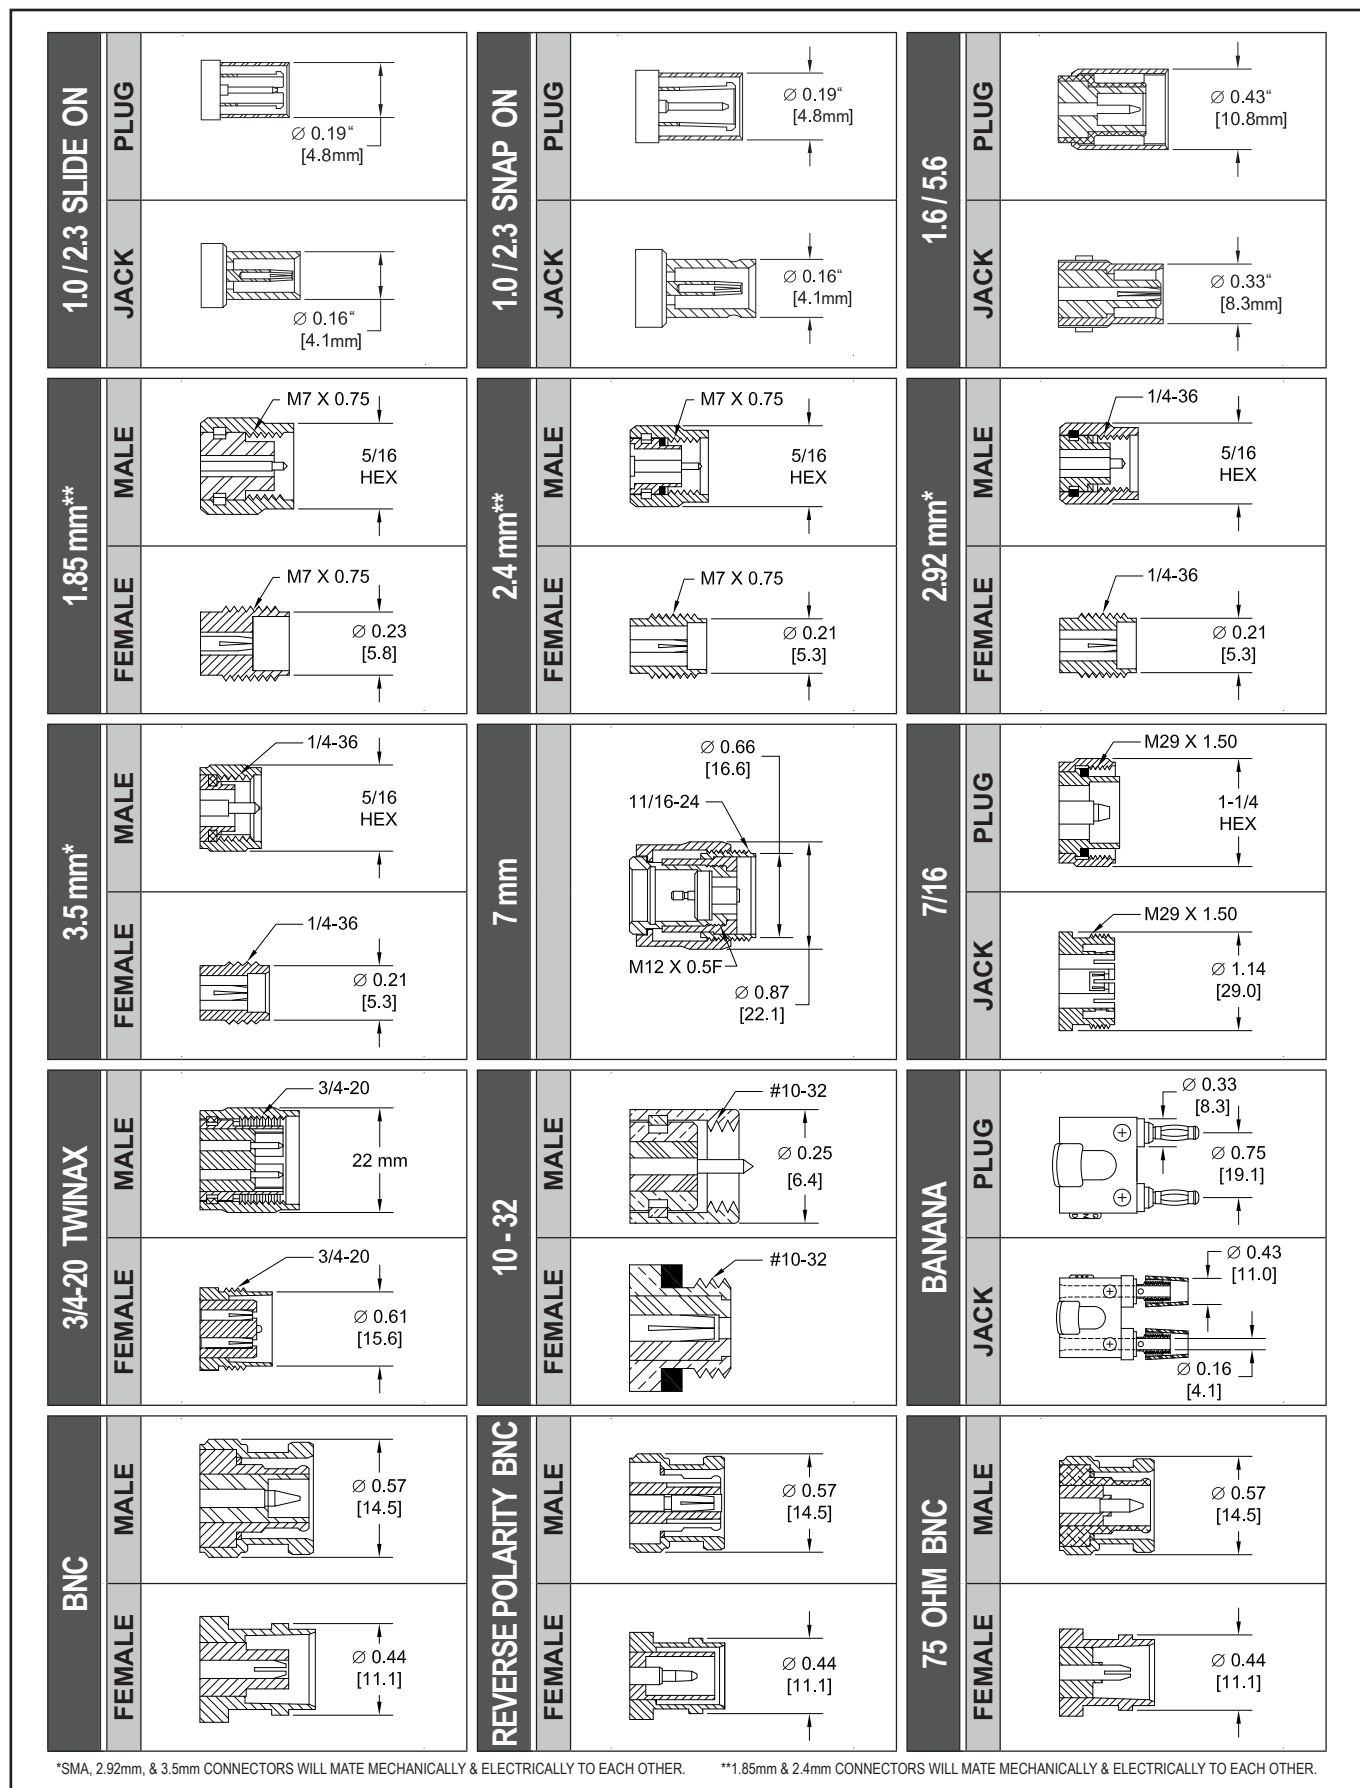 1.0 / 2.3 SLIDE ON
PLUG
Ø 0.19“
[4.8mm]
JACK
Ø 0.16“
[4.1mm]
1.0 / 2.3 SNAP ON
PLUG
Ø 0.19“
[4.8mm]
JACK
Ø 0.16“
[4.1mm]
1.6 / 5.6
PLUG
Ø 0.43“
[10.8mm]
JACK
Ø 0.33“
[8.3mm]
1.85 mm**
MALE
M7 X 0.75
5/16
HEX
FEMALE
M7 X 0.75
Ø 0.23
[5.8]
2.4 mm**
MALE
M7 X 0.75
5/16
HEX
FEMALE
M7 X 0.75
Ø 0.21
[5.3]
2.92 mm*
MALE
1/4-36
5/16
HEX
FEMALE
1/4-36
Ø 0.21
[5.3]
3.5 mm*
MALE
1/4-36
5/16
HEX
FEMALE
1/4-36
Ø 0.21
[5.3]
7 mm
Ø 0.66
[16.6]
11/16-24
M12 X 0.5F
Ø 0.87
[22.1]
7/16
PLUG
M29 X 1.50
1-1/4
HEX
JACK
M29 X 1.50
Ø 1.14
[29.0]
3/4-20 TWINAX
MALE
3/4-20
22 mm
FEMALE
3/4-20
Ø 0.61
[15.6]
10 - 32
MALE
#10-32
Ø 0.25
[6.4]
FEMALE
#10-32
BANANA
PLUG
Ø 0.33
[8.3]
Ø 0.75
[19.1]
JACK
Ø 0.43
[11.0]
Ø 0.16
[4.1]
BNC
MALE
Ø 0.57
[14.5]
FEMALE
Ø 0.44
[11.1]
REVERSE POLARITY BNC
MALE
Ø 0.57
[14.5]
FEMALE
Ø 0.44
[11.1]
75 OHM BNC
MALE
Ø 0.57
[14.5]
FEMALE
Ø 0.44
[11.1]
*SMA, 2.92mm, & 3.5mm CONNECTORS WILL MATE MECHANICALLY & ELECTRICALLY TO EACH OTHER.
**1.85mm & 2.4mm CONNECTORS WILL MATE MECHANICALLY & ELECTRICALLY TO EACH OTHER.